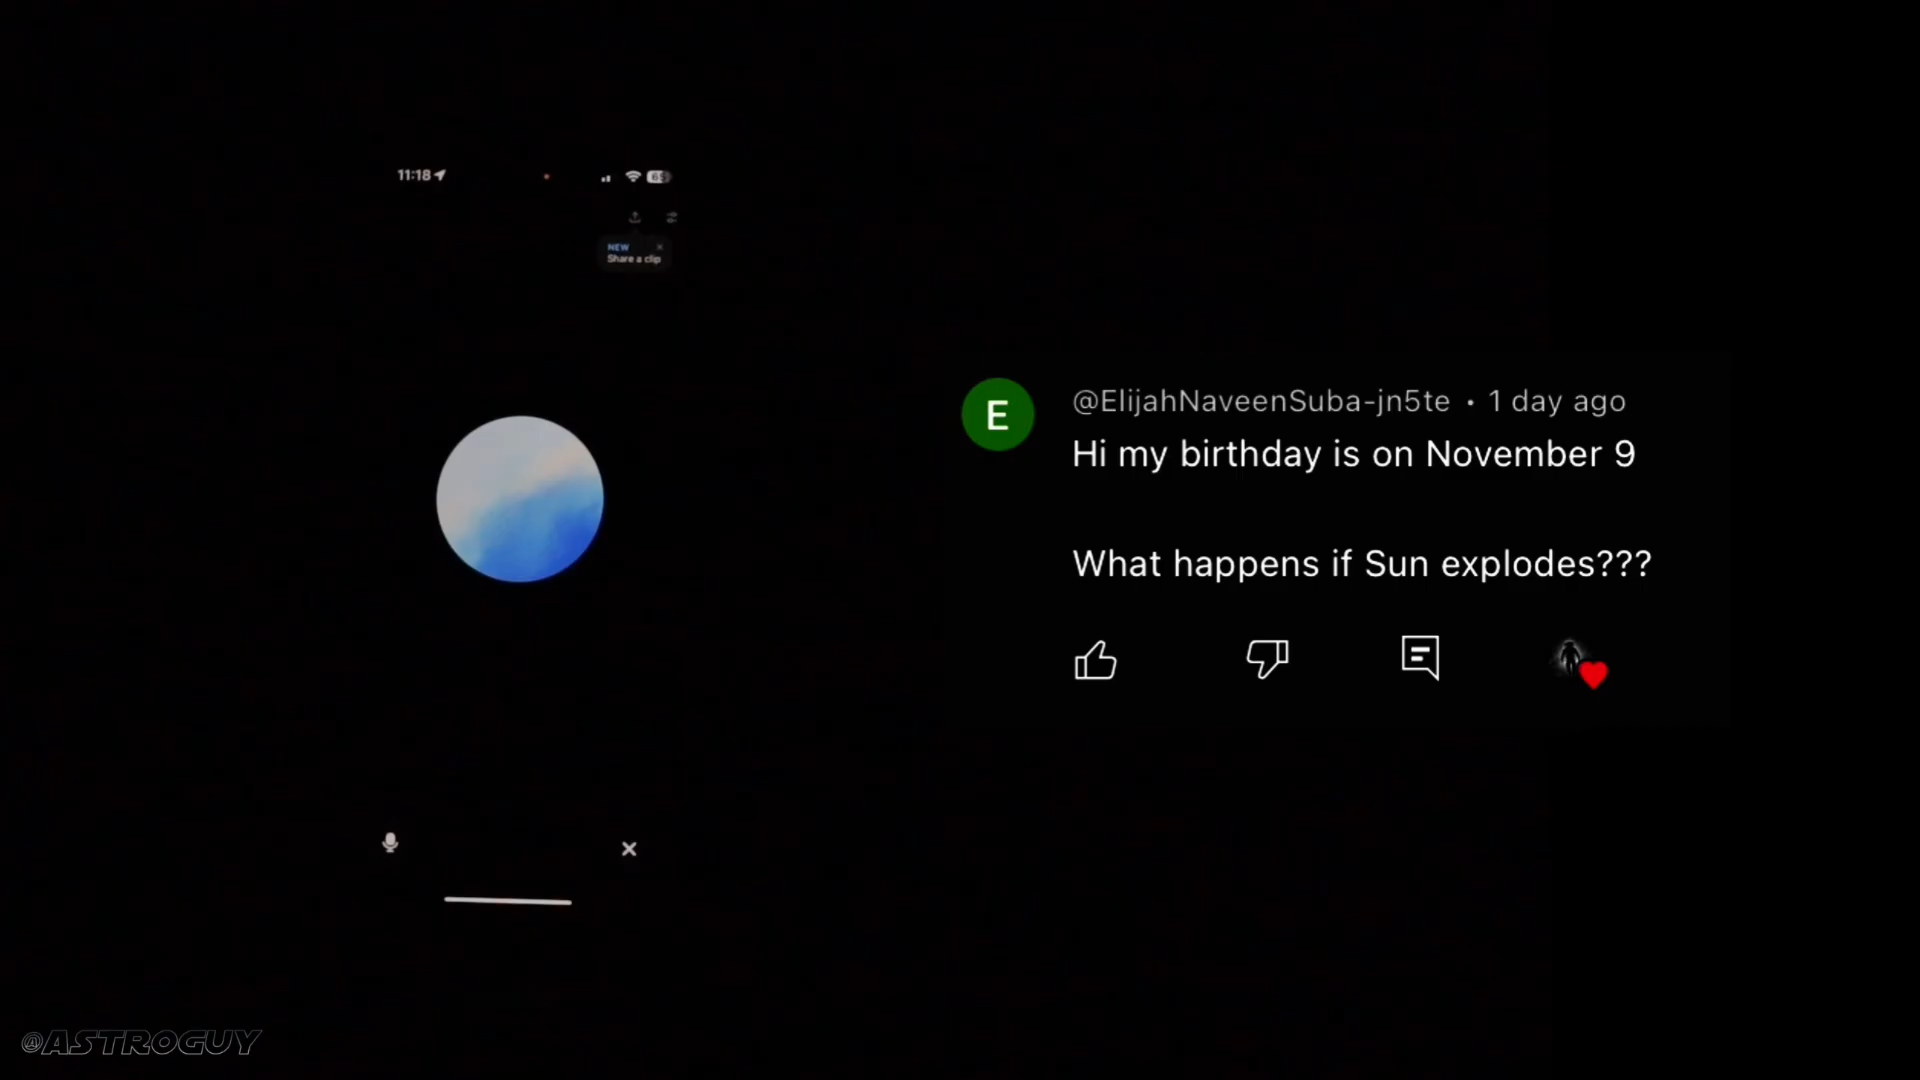 11:18
69
NEW
Share a clip
E
@ElijahNaveenSuba-jn5te • 1 day ago
Hi my birthday is on November 9
What happens if Sun explodes???
@ASTROGUY